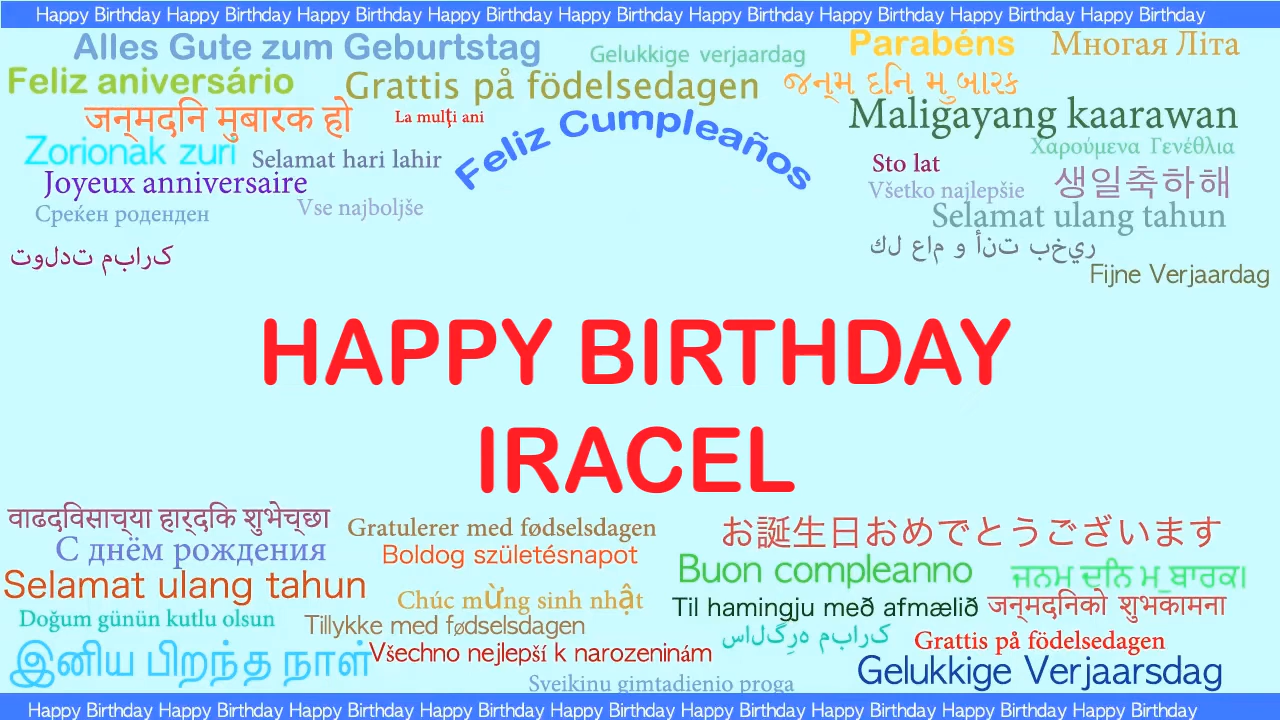 Happy Birthday Happy Birthday Happy Birthday Happy Birthday Happy Birthday Happy Birthday Happy Birthday Happy Birthday Happy Birthday
Alles Gute zum Geburtstag
Gelukkige verjaardag
Parabéns
Многая Літа
Feliz aniversário
Grattis på födelsedagen
જન્મ દિન મુબારક
जन्मदिन मुबारक हो
La mulţi ani
Feliz Cumpleaños
Maligayang kaarawan
Zorionak zuri
Selamat hari lahir
Sto lat
Χαρούμενα Γενέθλια
Joyeux anniversaire
Všetko najlepšie
생일축하해
Среќен роденден
Vse najboljše
Selamat ulang tahun
تولدت مبارک
كل عام و أنت بخير
Fijne Verjaardag
HAPPY BIRTHDAY
IRACEL
वाढदिवसाच्या हार्दिक शुभेच्छा
Gratulerer med fødselsdagen
お誕生日おめでとうございます
С днём рождения
Boldog születésnapot
Buon compleanno
ਜਨਮ ਦਿਨ ਮੁਬਾਰਕ।
Selamat ulang tahun
Chúc mừng sinh nhật
Til hamingju með afmælið
जन्मदिनको शुभकामना
Doğum günün kutlu olsun
Tillykke med fødselsdagen
سالگرہ مبارک
Grattis på födelsedagen
இனிய பிறந்த நாள்
Všechno nejlepší k narozeninám
Gelukkige Verjaarsdag
Sveikinu gimtadienio proga
Happy Birthday Happy Birthday Happy Birthday Happy Birthday Happy Birthday Happy Birthday Happy Birthday Happy Birthday Happy Birthday